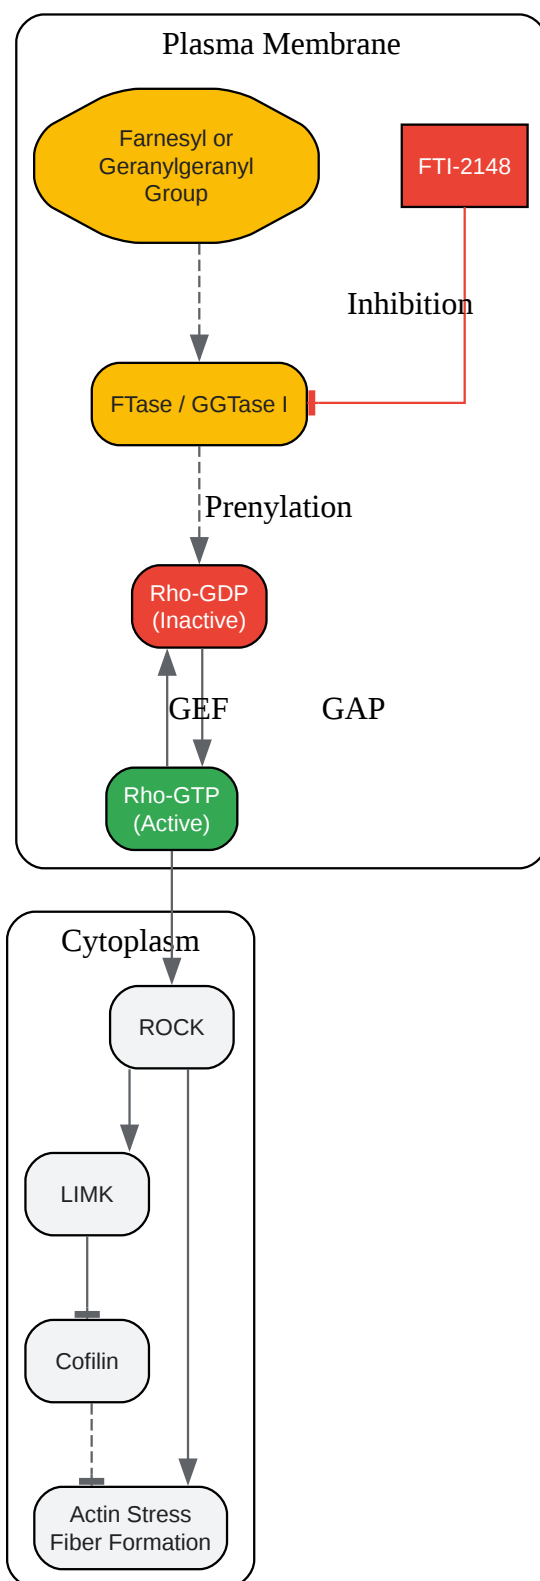 Plasma Membrane
Farnesyl or
Geranylgeranyl
Group
FTI-2148
Inhibition
FTase / GGTase I
Prenylation
Rho-GDP
(Inactive)
GEF
GAP
Rho-GTP
(Active)
Cytoplasm
ROCK
LIMK
Cofilin
Actin Stress
Fiber Formation